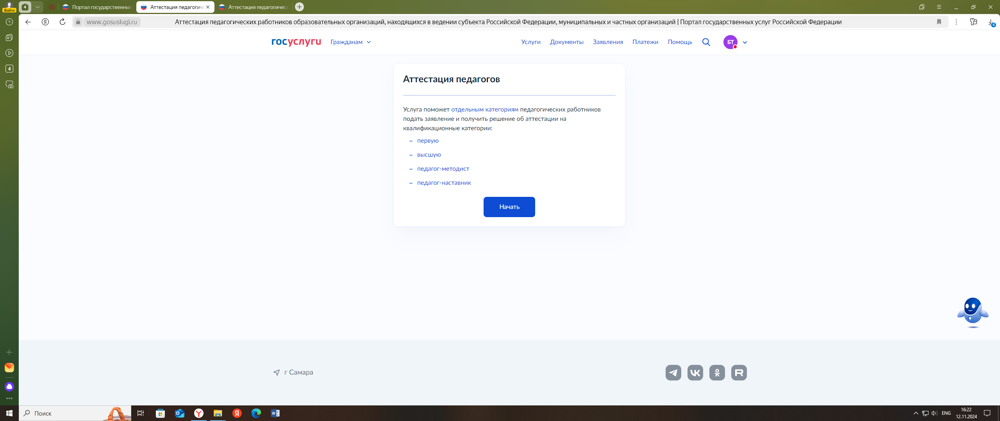 Войти
4
Портал государственных
Аттестация педагогич
Аттестация педагогическ
www.gosuslugi.ru
Аттестация педагогических работников образовательных организаций, находящихся в ведении субъекта Российской Федерации, муниципальных и частных организаций | Портал государственных услуг Российской Федерации
4
4
госуслуги
Гражданам
Услуги
Документы
Заявления
Платежи
Помощь
БТ
Аттестация педагогов
Услуга поможет отдельным категориям педагогических работников
подать заявление и получить решение об аттестации на
квалификационные категории:
– первую
– высшую
– педагог-методист
– педагог-наставник
Начать
г Самара
Поиск
ENG
16:22
12.11.2024